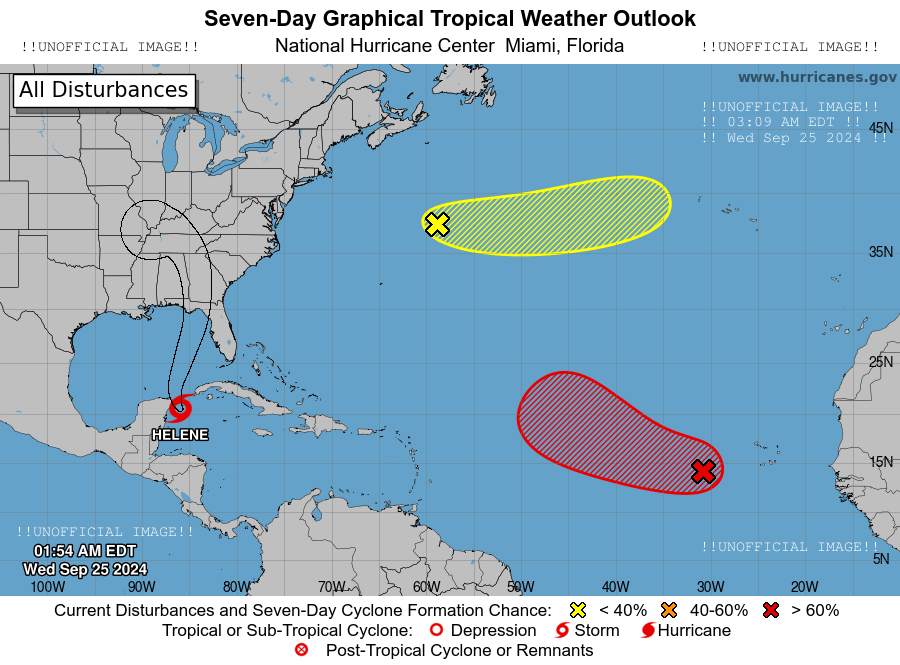 Seven-Day Graphical Tropical Weather Outlook
!!UNOFFICIAL IMAGE!! National Hurricane Center Miami, Florida !!UNOFFICIAL IMAGE!!
All Disturbances
www.hurricanes.gov
!!UNOFFICIAL IMAGE!!
!! 03:09 AM EDT !!
!! Wed Sep 25 2024 !!
45N
35N
25N
HELENE
15N
!!UNOFFICIAL IMAGE!!
!!UNOFFICIAL IMAGE!!
01:54 AM EDT
5N
Wed Sep 25 2024
100W 90W 80W 70W 60W 50W 40W 30W 20W
Current Disturbances and Seven-Day Cyclone Formation Chance: < 40% 40-60% > 60%
Tropical or Sub-Tropical Cyclone: Depression Storm Hurricane
Post-Tropical Cyclone or Remnants